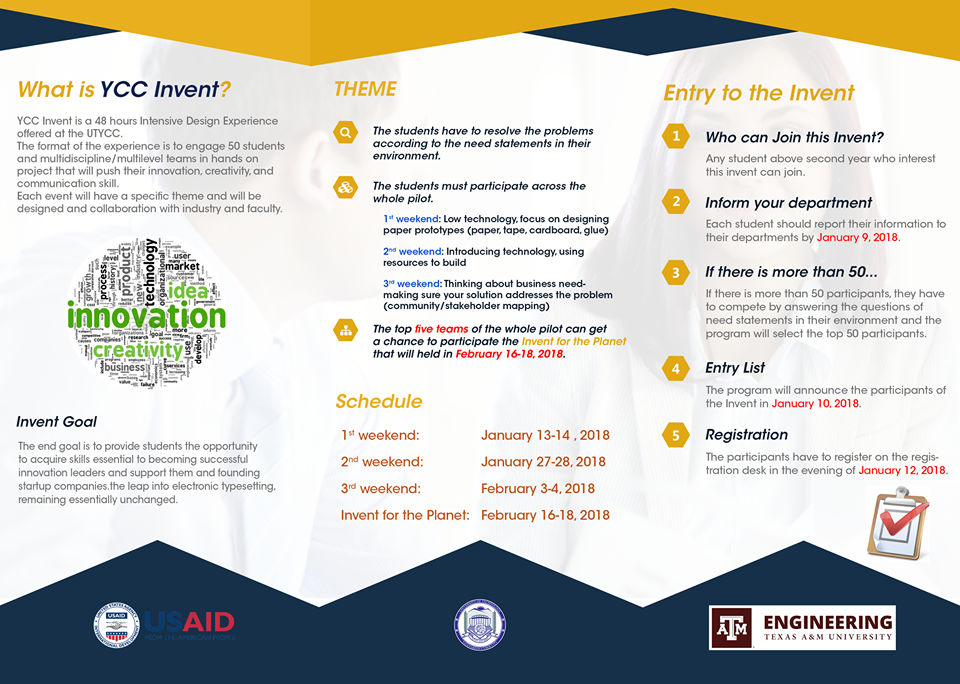 What is YCC Invent?
YCC Invent is a 48 hours Intensive Design Experience
offered at the UTYCC.
The format of the experience is to engage 50 students
and multidiscipline/multilevel teams in hands on
project that will push their innovation, creativity, and
communication skill.
Each event will have a specific theme and will be
designed and collaboration with industry and faculty.
process
product
technology
organizational
user
market
growth
level
history
new
industry
idea
innovation
creativity
companies
organizations
goal
more
use
develop
business
services
value
failure
Invent Goal
The end goal is to provide students the opportunity
to acquire skills essential to becoming successful
innovation leaders and support them and founding
startup companies.the leap into electronic typesetting,
remaining essentially unchanged.
USAID
FROM THE AMERICAN PEOPLE
THEME
The students have to resolve the problems
according to the need statements in their
environment.
The students must participate across the
whole pilot.
1st weekend: Low technology, focus on designing
paper prototypes (paper, tape, cardboard, glue)
2nd weekend: Introducing technology, using
resources to build
3rd weekend: Thinking about business need-
making sure your solution addresses the problem
(community/stakeholder mapping)
The top five teams of the whole pilot can get
a chance to participate the Invent for the Planet
that will held in February 16-18, 2018.
Schedule
1st weekend: January 13-14 , 2018
2nd weekend: January 27-28, 2018
3rd weekend: February 3-4, 2018
Invent for the Planet: February 16-18, 2018
Entry to the Invent
1 Who can Join this Invent?
Any student above second year who interest
this invent can join.
2 Inform your department
Each student should report their information to
their departments by January 9, 2018.
3 If there is more than 50...
If there is more than 50 participants, they have
to compete by answering the questions of
need statements in their environment and the
program will select the top 50 participants.
4 Entry List
The program will announce the participants of
the Invent in January 10, 2018.
5 Registration
The participants have to register on the regis-
tration desk in the evening of January 12, 2018.
ATM ENGINEERING
TEXAS A&M UNIVERSITY